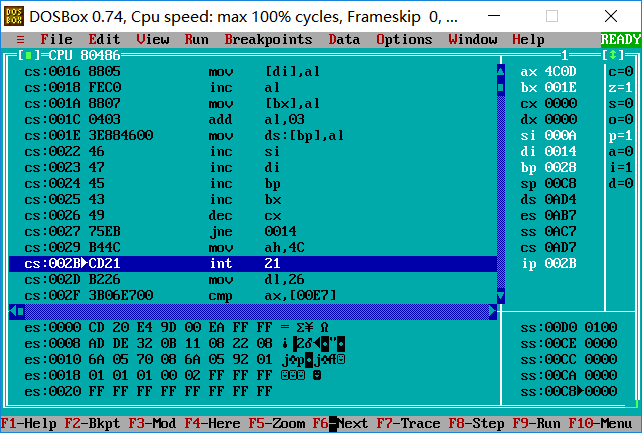 DOSBox 0.74, Cpu speed: max 100% cycles, Frameskip 0, ...
≡ File Edit View Run Breakpoints Data Options Window Help READY
[■]=CPU 80486 1 [↕]
cs:0016 8805 mov [di],al ax 4C0D c=0
cs:0018 FEC0 inc al bx 001E z=1
cs:001A 8807 mov [bx],al cx 0000 s=0
cs:001C 0403 add al,03 dx 0000 o=0
cs:001E 3E884600 mov ds:[bp],al si 000A p=1
cs:0022 46 inc si di 0014 a=0
cs:0023 47 inc di bp 0028 i=1
cs:0024 45 inc bp sp 00C8 d=0
cs:0025 43 inc bx ds 0AD4
cs:0026 49 dec cx es 0AB7
cs:0027 75EB jne 0014 ss 0AC7
cs:0029 B44C mov ah,4C cs 0AD7
cs:002B►CD21 int 21 ip 002B
cs:002D B226 mov dl,26
cs:002F 3B06E700 cmp ax,[00E7]
es:0000 CD 20 E4 9D 00 EA FF FF ss:00D0 0100
es:0008 AD DE 32 0B 11 08 22 08 ss:00CE 0000
es:0010 6A 05 70 08 6A 05 92 01 ss:00CC 0000
es:0018 01 01 01 00 02 FF FF FF ss:00CA 0000
es:0020 FF FF FF FF FF FF FF FF ss:00C8►0000
F1-Help F2-Bkpt F3-Mod F4-Here F5-Zoom F6-Next F7-Trace F8-Step F9-Run F10-Menu